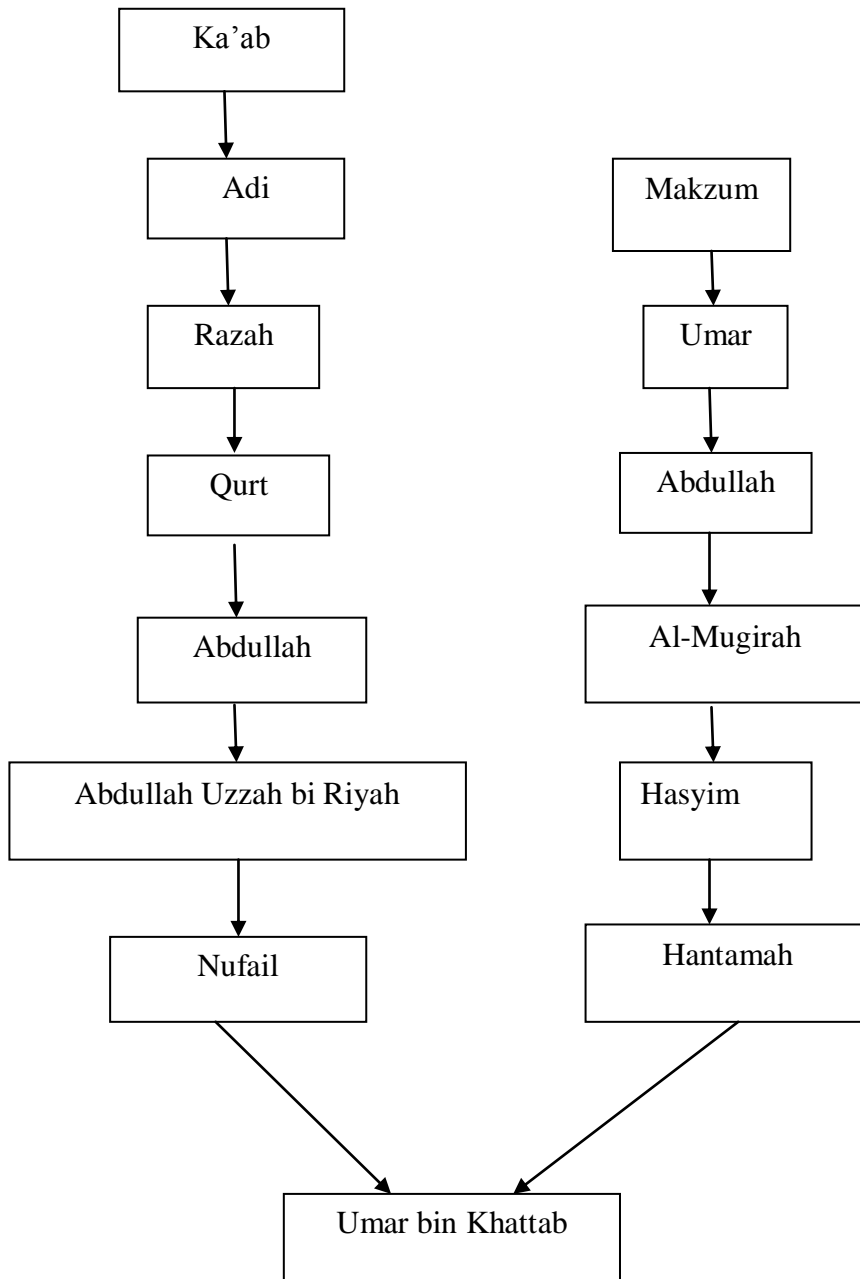 Ka’ab
Adi
Razah
Qurt
Abdullah
Abdullah Uzzah bi Riyah
Nufail
Makzum
Umar
Abdullah
Al-Mugirah
Hasyim
Hantamah
Umar bin Khattab